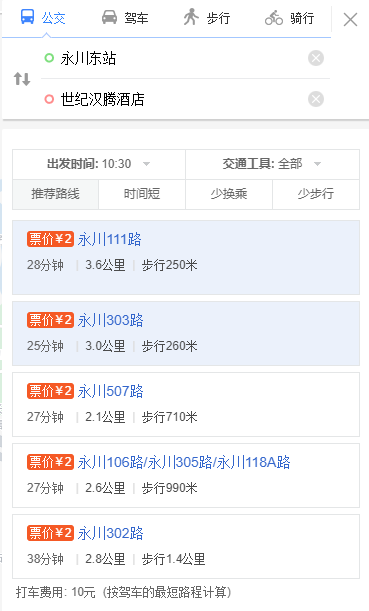 公交 驾车 步行 骑行
永川东站
世纪汉腾酒店
出发时间: 10:30 交通工具: 全部
推荐路线 时间短 少换乘 少步行
票价¥2 永川111路
28分钟 | 3.6公里 | 步行250米
票价¥2 永川303路
25分钟 | 3.0公里 | 步行260米
票价¥2 永川507路
27分钟 | 2.1公里 | 步行710米
票价¥2 永川106路/永川305路/永川118A路
27分钟 | 2.6公里 | 步行990米
票价¥2 永川302路
38分钟 | 2.8公里 | 步行1.4公里
打车费用: 10元（按驾车的最短路程计算）